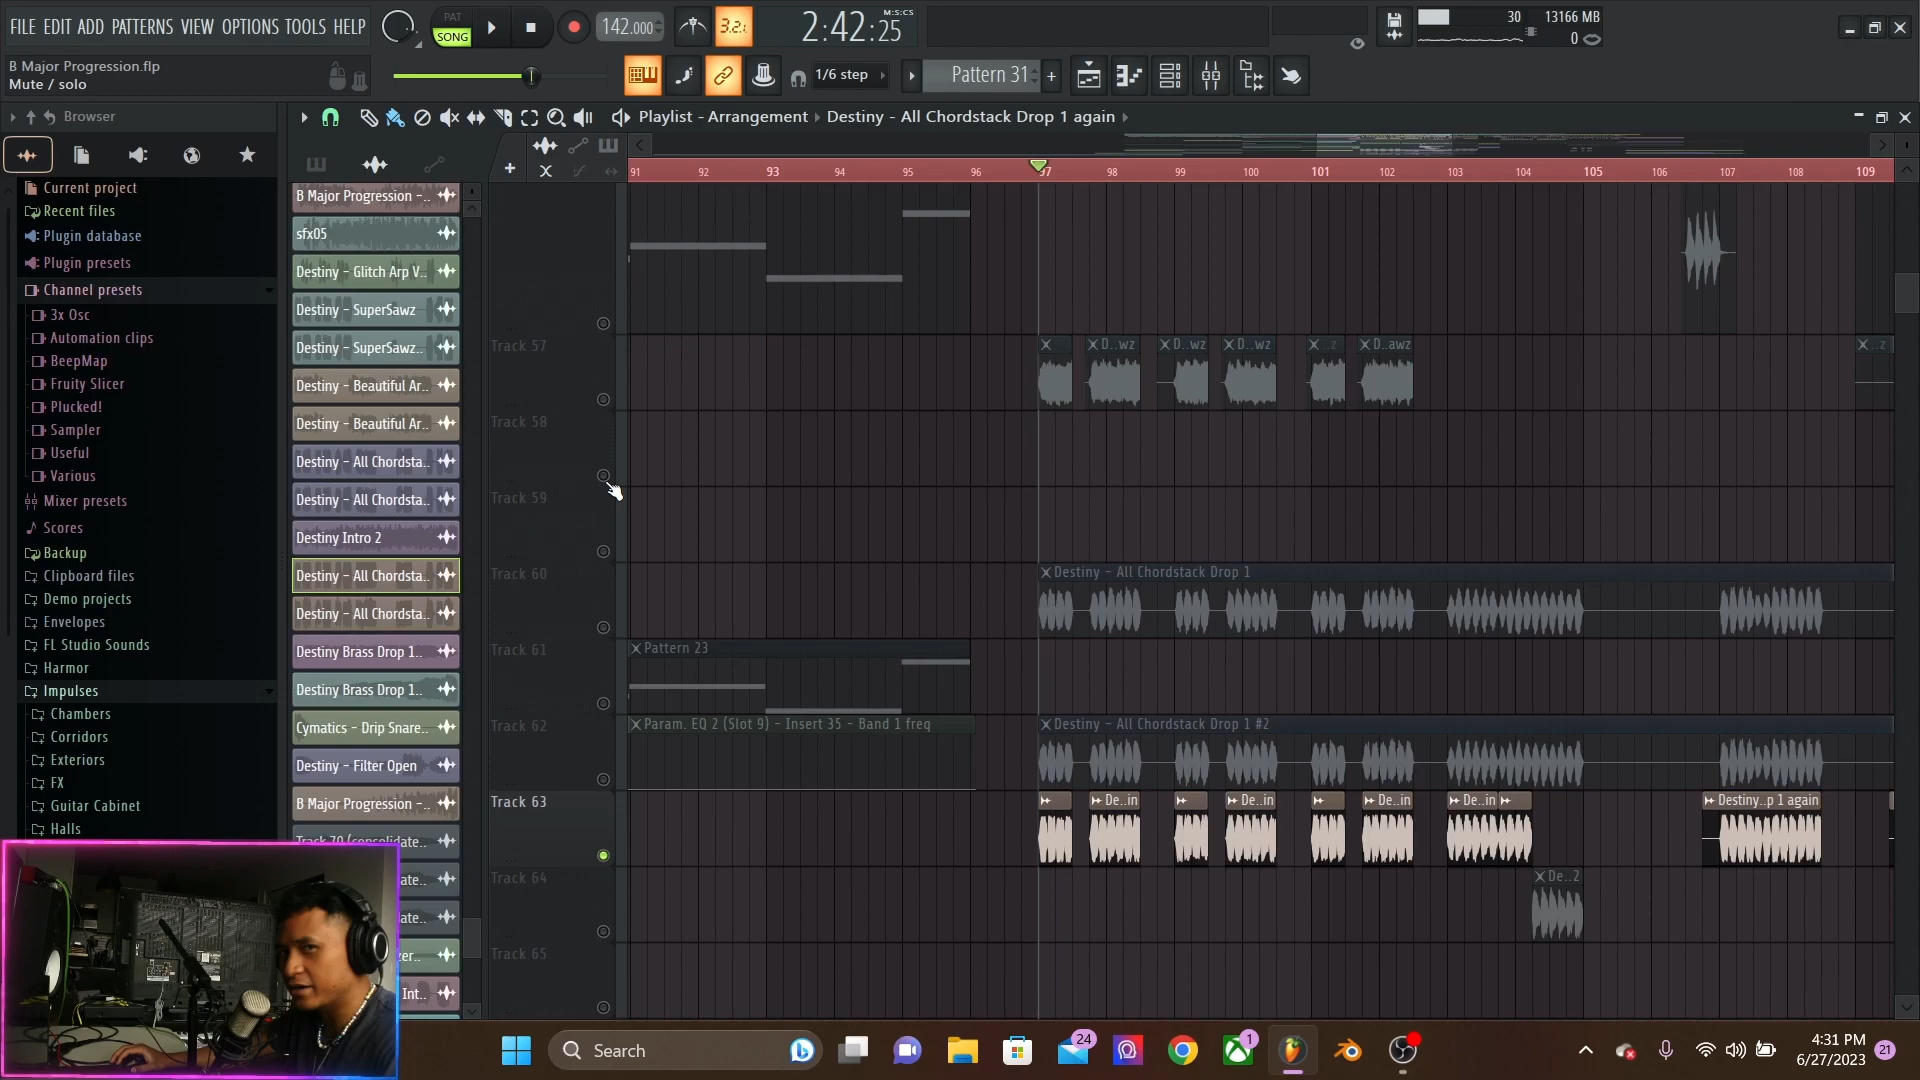 FILE EDIT ADD PATTERNS VIEW OPTIONS TOOLS HELP
PAT
SONG
142.000
3.2.1
2:42:25
M:S:CS
30
13166 MB
0
B Major Progression.flp
Mute / solo
1/6 step
Pattern 31
Browser
Playlist - Arrangement › Destiny - All Chordstack Drop 1 again ›
Current project
Recent files
Plugin database
Plugin presets
Channel presets
3x Osc
Automation clips
BeepMap
Fruity Slicer
Plucked!
Sampler
Useful
Various
Mixer presets
Scores
Backup
Clipboard files
Demo projects
Envelopes
FL Studio Sounds
Harmor
Impulses
Chambers
Corridors
Exteriors
FX
Guitar Cabinet
Halls
B Major Progression -..
sfx05
Destiny - Glitch Arp V..
Destiny - SuperSawz
Destiny - SuperSawz..
Destiny - Beautiful Ar..
Destiny - Beautiful Ar..
Destiny - All Chordsta..
Destiny - All Chordsta..
Destiny Intro 2
Destiny - All Chordsta..
Destiny - All Chordsta..
Destiny Brass Drop 1..
Destiny Brass Drop 1..
Cymatics - Drip Snare..
Destiny - Filter Open
B Major Progression -..
Track 70 (consolidate..
ate..
ate..
zer..
Int..
91 92 93 94 95 96 97 98 99 100 101 102 103 104 105 106 107 108 109
Track 57
D..wz
D..wz
D..wz
..z
D..awz
..z
Track 58
Track 59
Track 60
Destiny - All Chordstack Drop 1
Track 61
Pattern 23
Track 62
Param. EQ 2 (Slot 9) - Insert 35 - Band 1 freq
Destiny - All Chordstack Drop 1 #2
Track 63
De..in
De..in
De..in
De..in
Destiny..p 1 again
Track 64
De..2
Track 65
Search
24
1
4:31 PM
6/27/2023
21